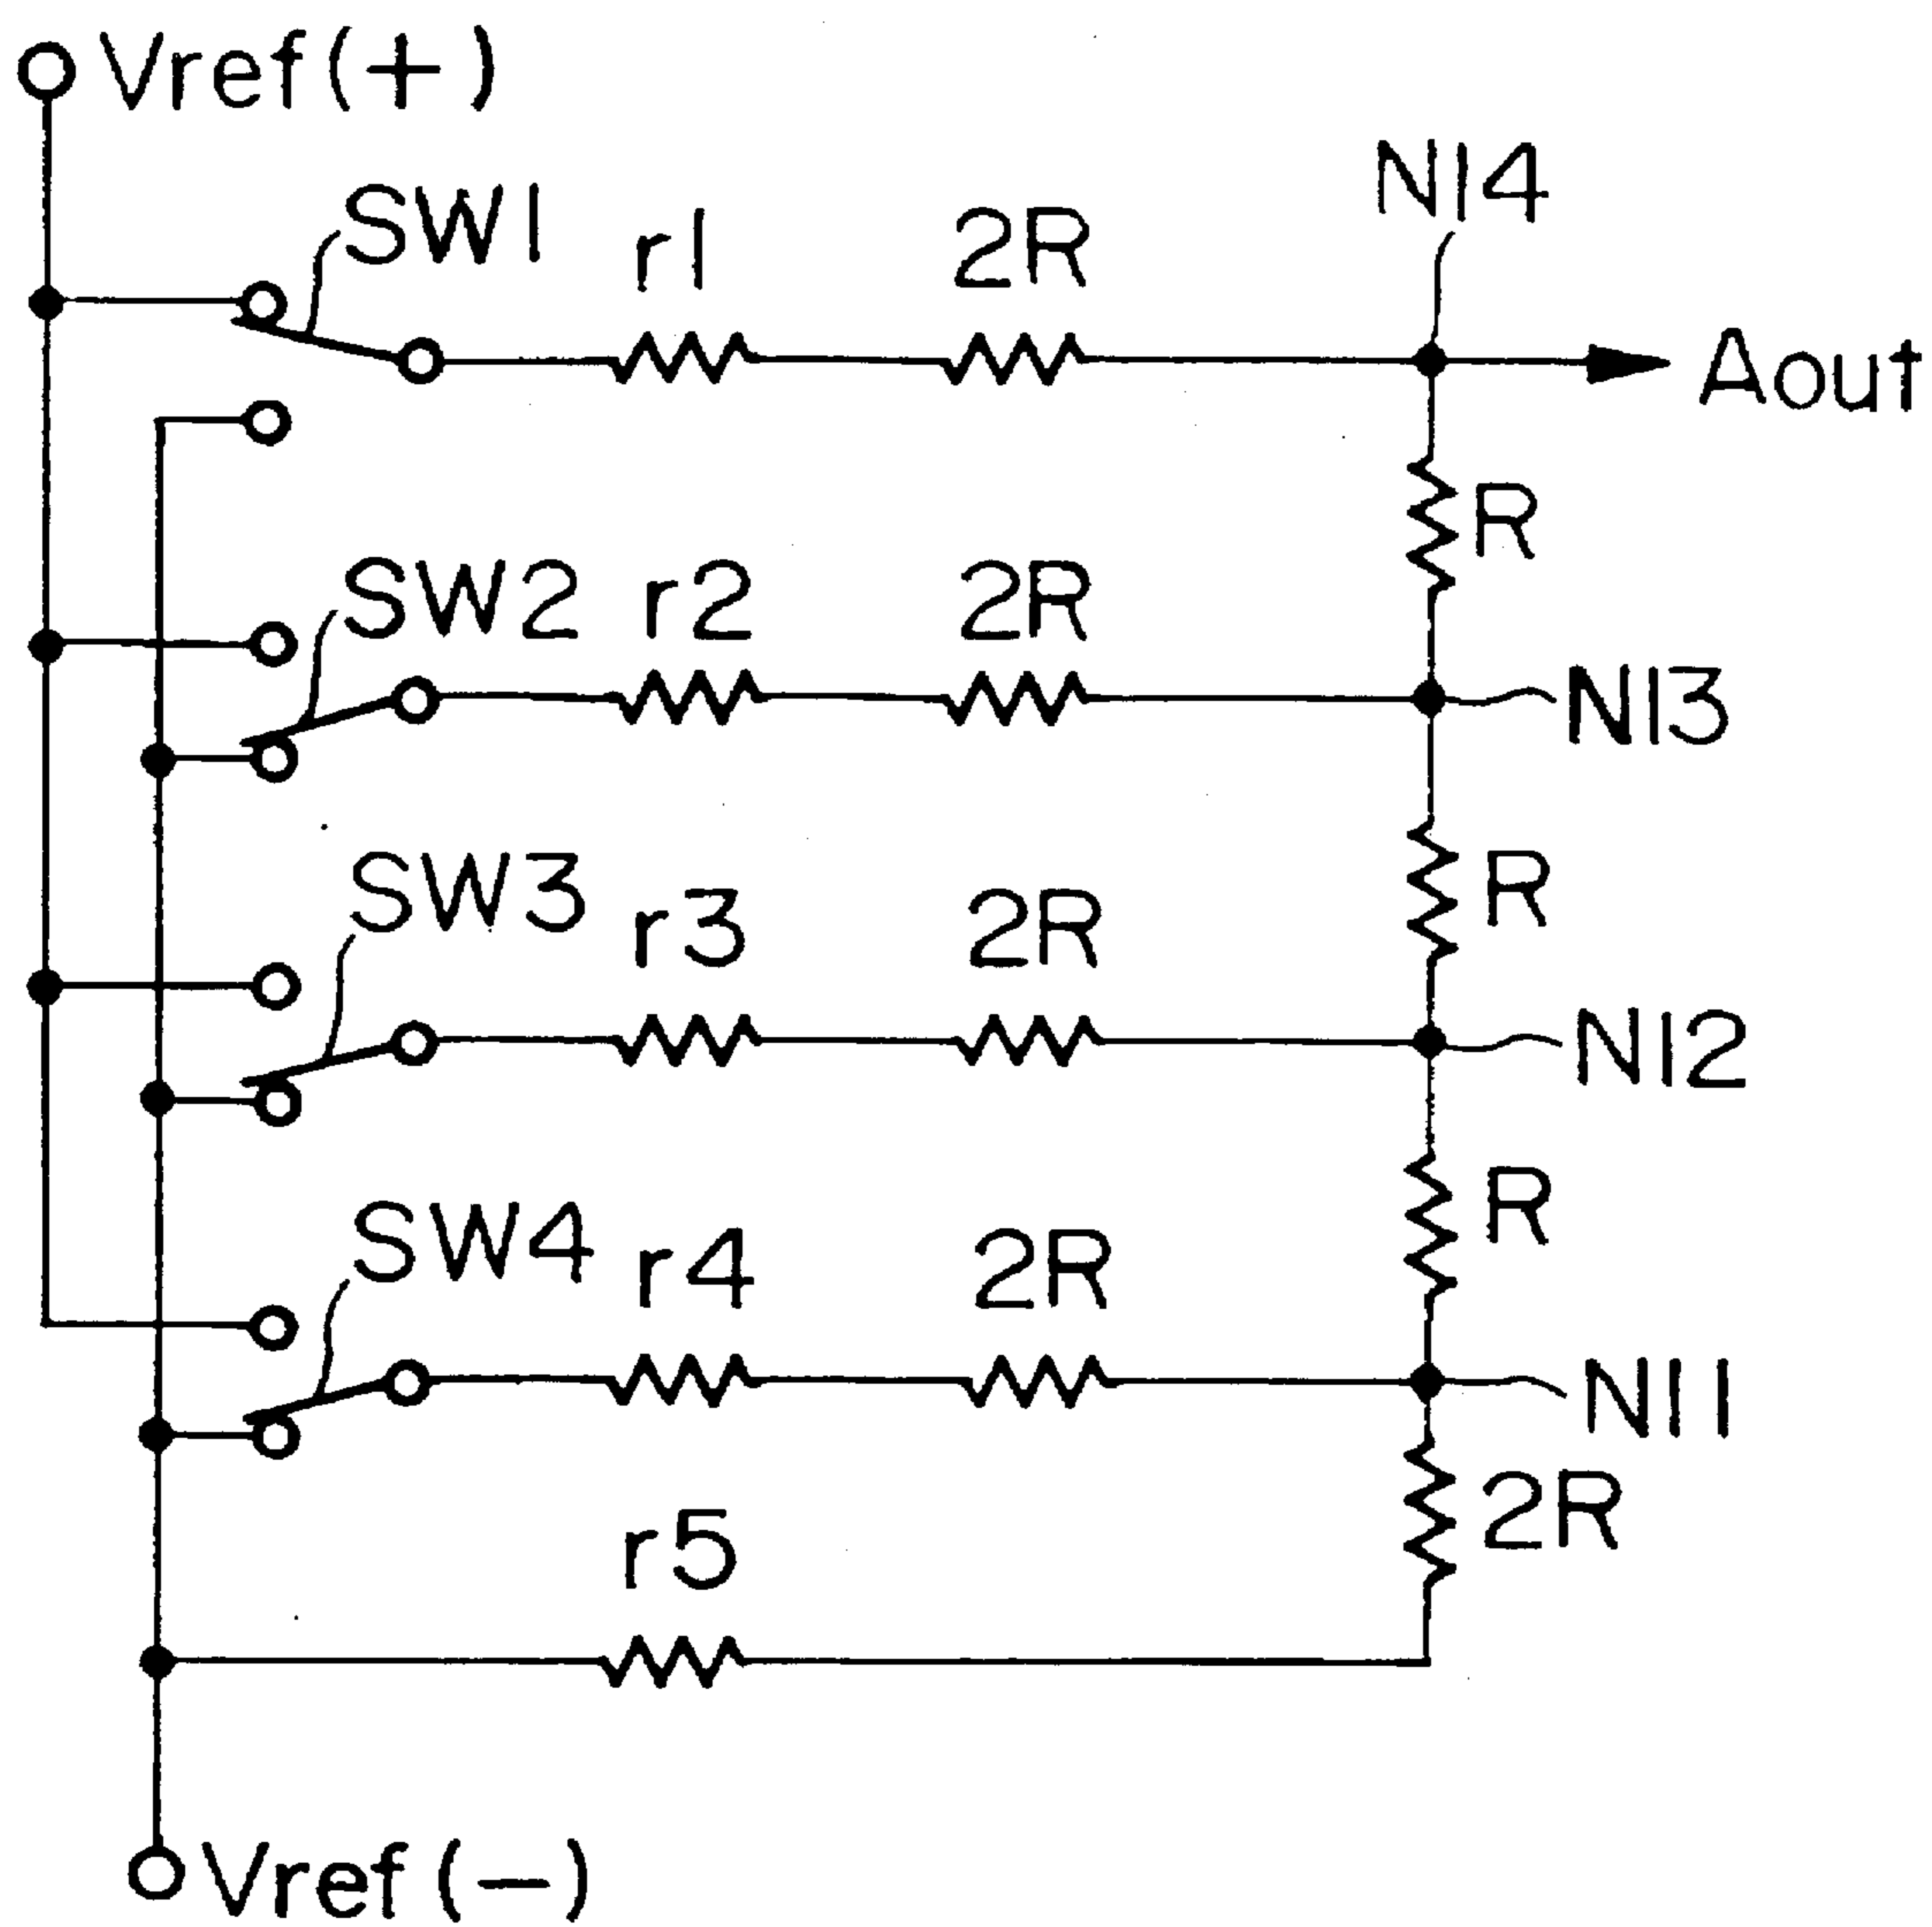 Vref(+)
N14
SW1 r1 2R
Aout
R
SW2 r2 2R
N13
R
SW3 r3 2R
N12
R
SW4 r4 2R
N11
2R
r5
Vref(-)